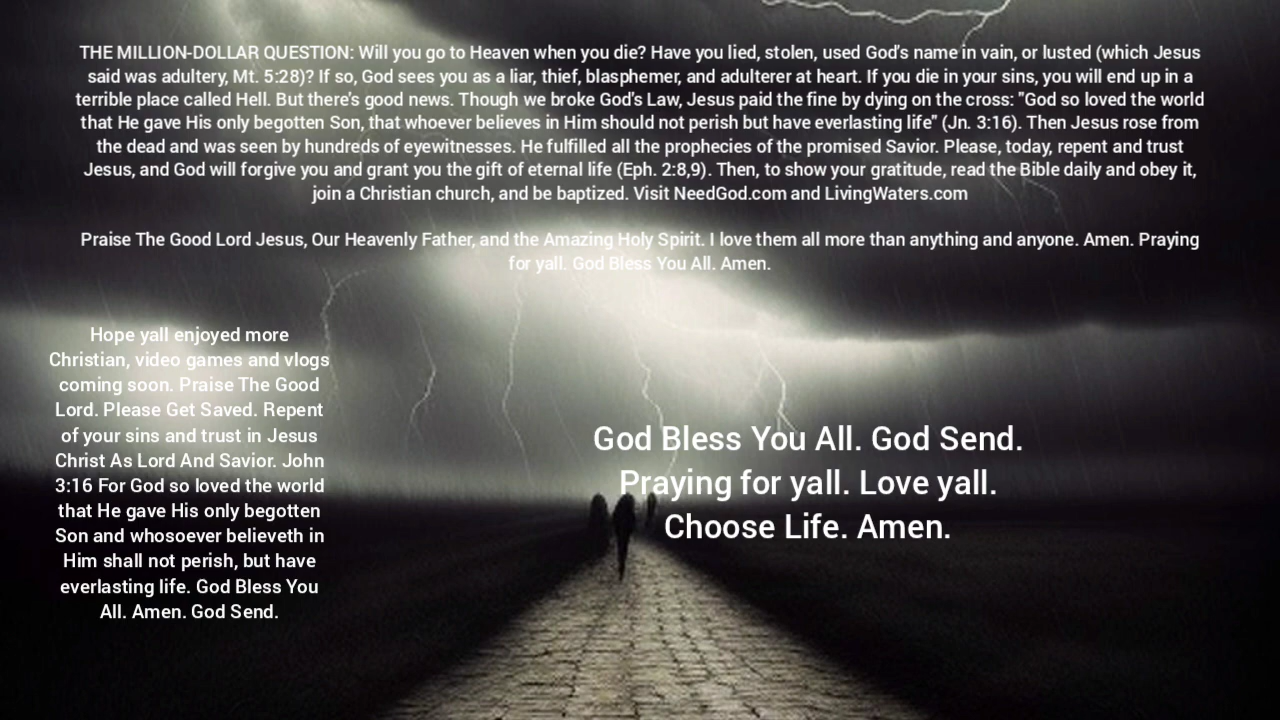 THE MILLION-DOLLAR QUESTION: Will you go to Heaven when you die? Have you lied, stolen, used God's name in vain, or lusted (which Jesus
said was adultery, Mt. 5:28)? If so, God sees you as a liar, thief, blasphemer, and adulterer at heart. If you die in your sins, you will end up in a
terrible place called Hell. But there's good news. Though we broke God's Law, Jesus paid the fine by dying on the cross: "God so loved the world
that He gave His only begotten Son, that whoever believes in Him should not perish but have everlasting life" (Jn. 3:16). Then Jesus rose from
the dead and was seen by hundreds of eyewitnesses. He fulfilled all the prophecies of the promised Savior. Please, today, repent and trust
Jesus, and God will forgive you and grant you the gift of eternal life (Eph. 2:8,9). Then, to show your gratitude, read the Bible daily and obey it,
join a Christian church, and be baptized. Visit NeedGod.com and LivingWaters.com
Praise The Good Lord Jesus, Our Heavenly Father, and the Amazing Holy Spirit. I love them all more than anything and anyone. Amen. Praying
for yall. God Bless You All. Amen.
Hope yall enjoyed more
Christian, video games and vlogs
coming soon. Praise The Good
Lord. Please Get Saved. Repent
of your sins and trust in Jesus
Christ As Lord And Savior. John
3:16 For God so loved the world
that He gave His only begotten
Son and whosoever believeth in
Him shall not perish, but have
everlasting life. God Bless You
All. Amen. God Send.
God Bless You All. God Send.
Praying for yall. Love yall.
Choose Life. Amen.